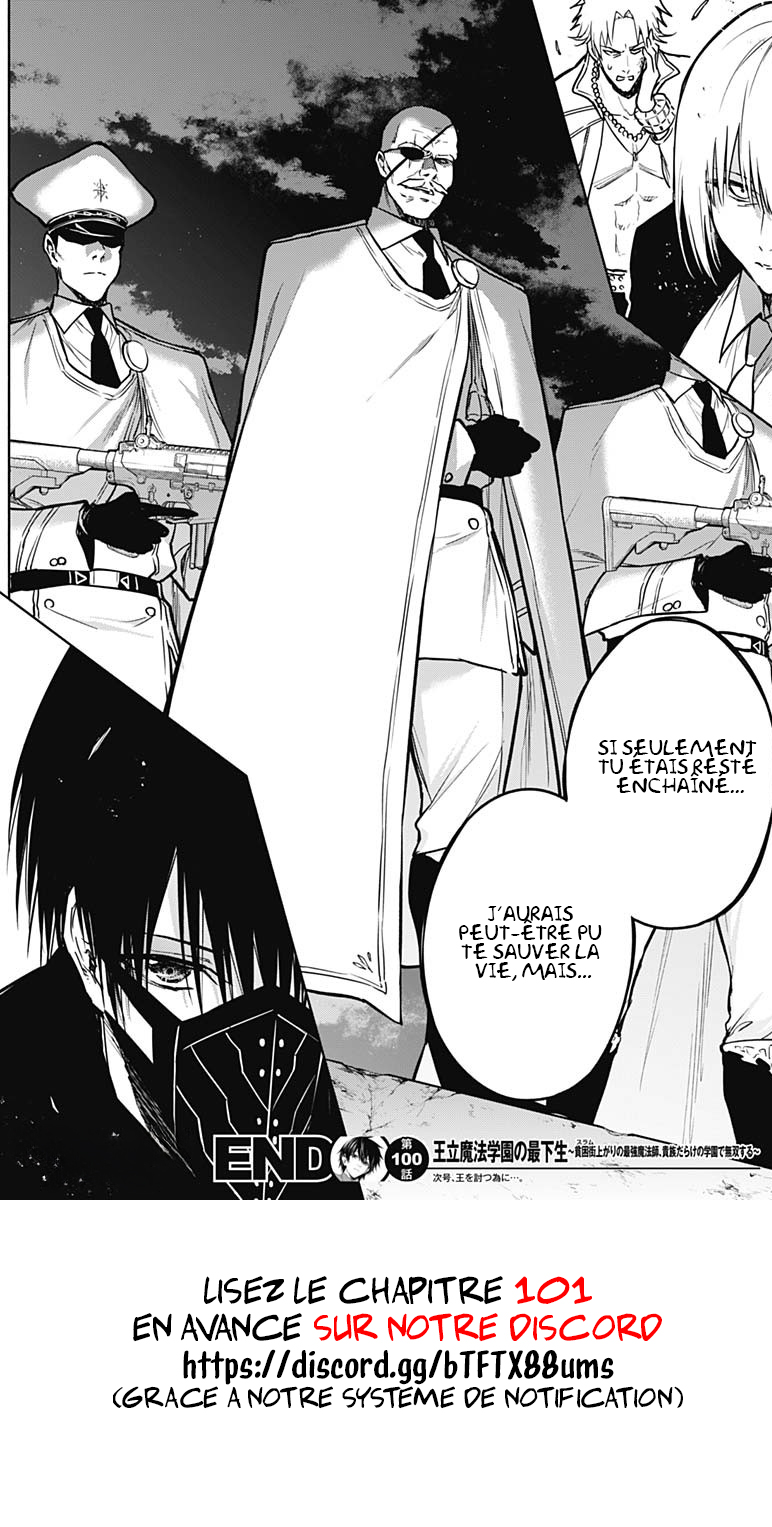 SI SEULEMENT
TU ÉTAIS RESTÉ
ENCHAÎNÉ...
J'AURAIS
PEUT-ÊTRE PU
TE SAUVER LA
VIE, MAIS...
END
第100話
スラム
王立魔法学園の最下生~貧困街上がりの最強魔法師、貴族だらけの学園で無双する~
次号、王を討つ為に…。
LISEZ LE CHAPITRE 101
EN AVANCE SUR NOTRE DISCORD
https://discord.gg/bTFTX88ums
(GRACE A NOTRE SYSTEME DE NOTIFICATION)